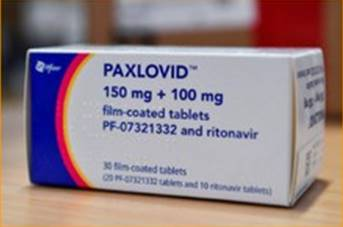 Pfizer
PAXLOVID™
150 mg + 100 mg
film-coated tablets
PF-07321332 and ritonavir
30 film-coated tablets
(20 PF-07321332 tablets and 10 ritonavir tablets)